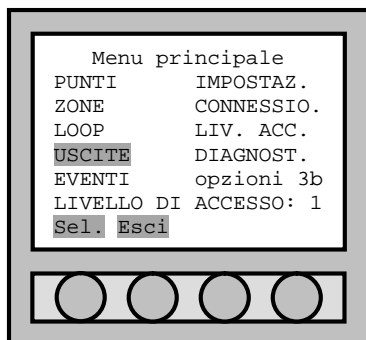 Menu principale
PUNTI IMPOSTAZ.
ZONE CONNESSIO.
LOOP LIV. ACC.
USCITE DIAGNOST.
EVENTI opzioni 3b
LIVELLO DI ACCESSO: 1
Sel. Esci